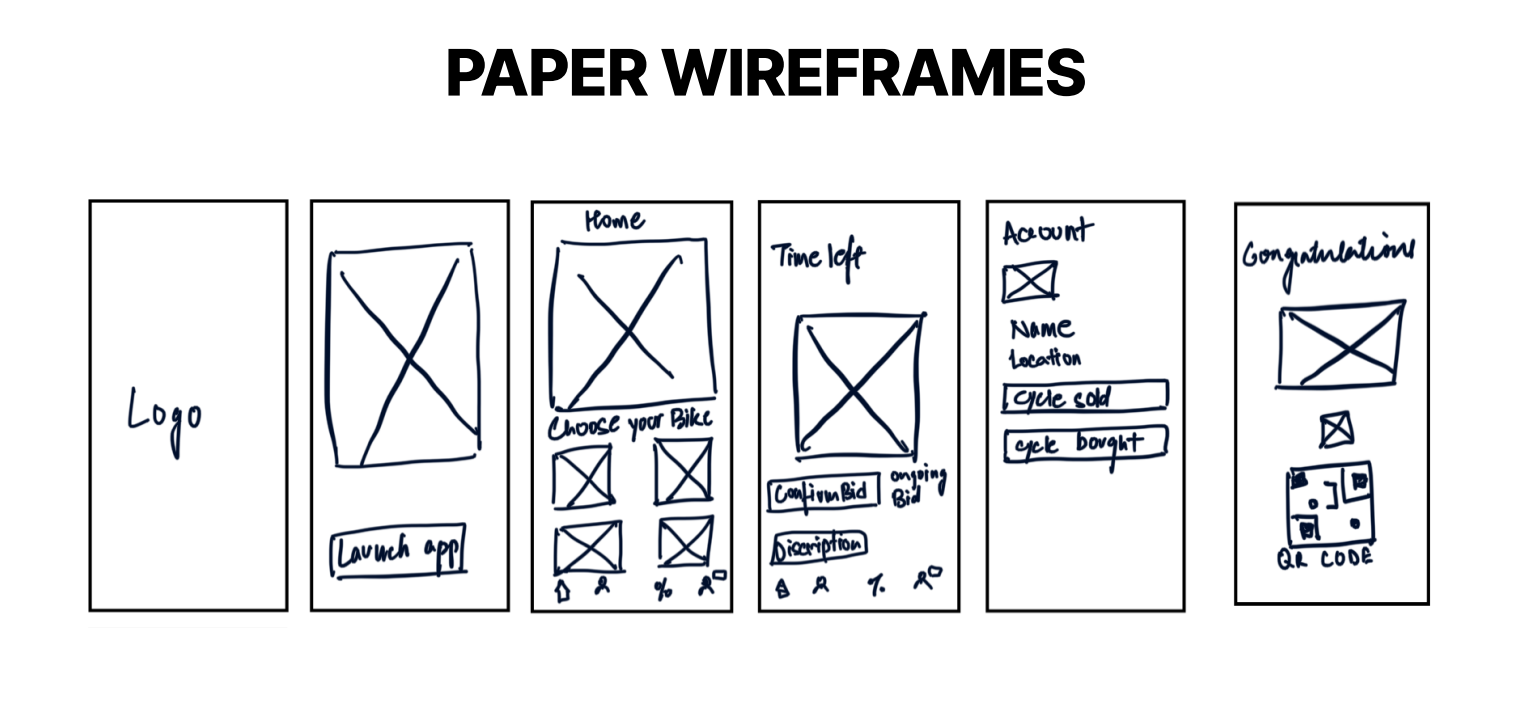 PAPER WIREFRAMES
Logo
Launch app
Home
Choose your Bike
%
Time left
Confirm Bid
ongoing
Bid
Discription
%
Account
Name
Location
Cycle sold
Cycle bought
Congratulations
QR CODE